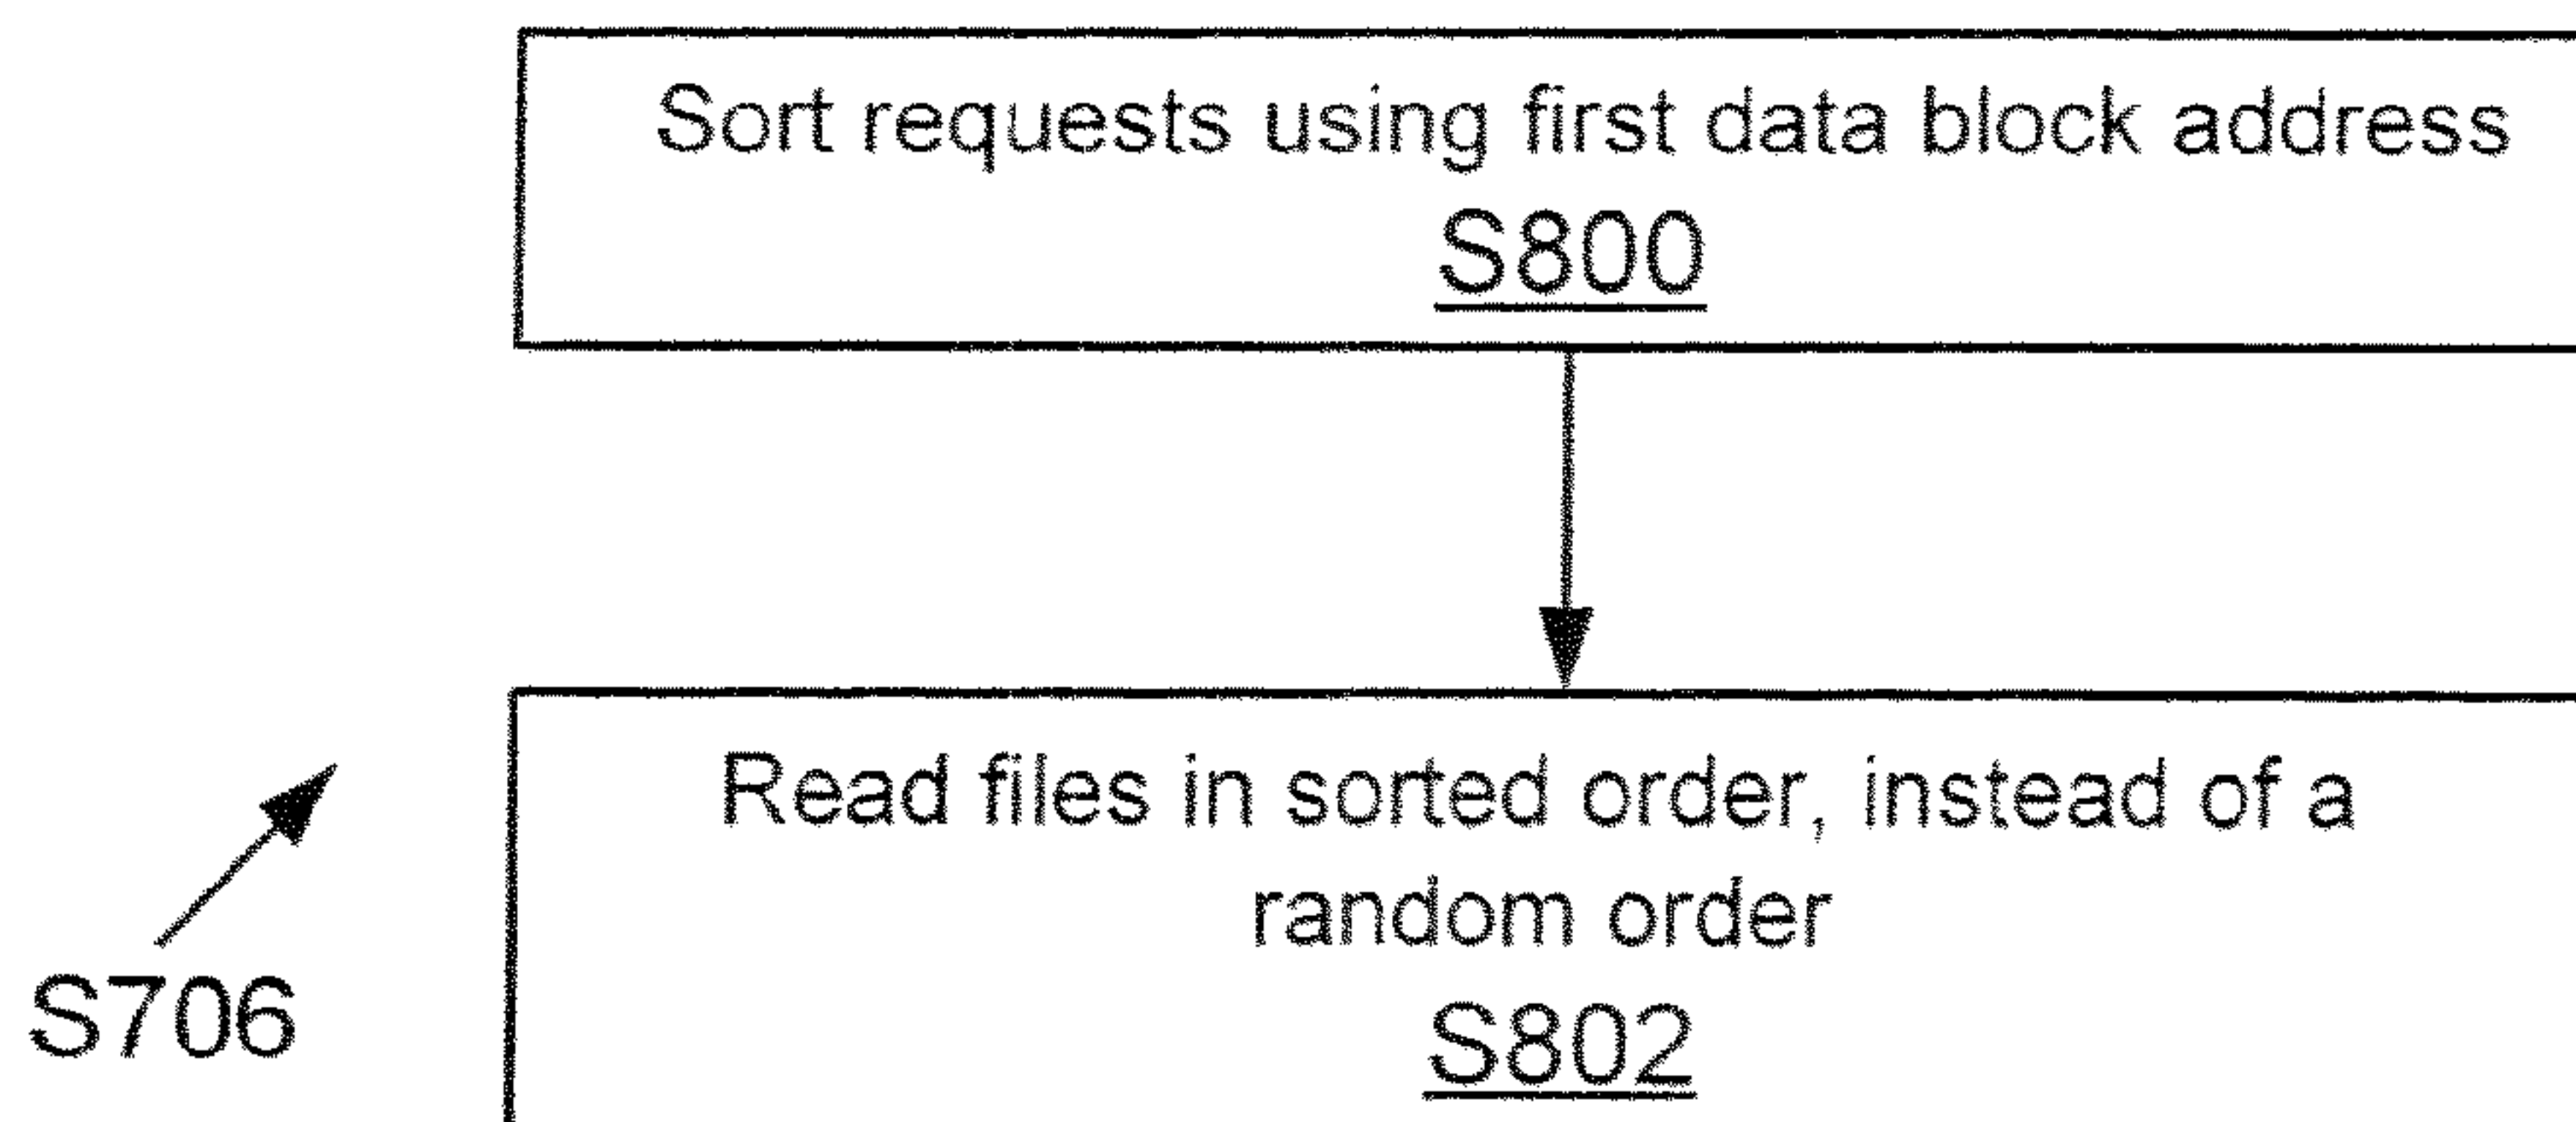 Sort requests using first data block address
S800
Read files in sorted order, instead of a
random order
S802
S706